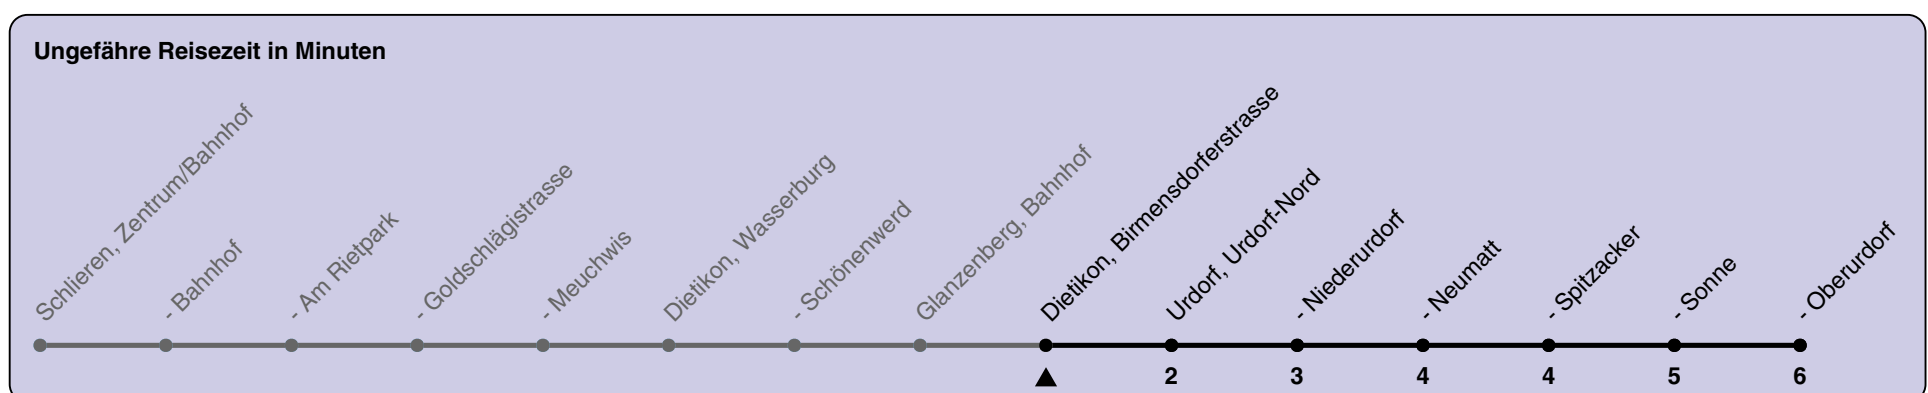 Ungefähre Reisezeit in Minuten
Schlieren, Zentrum/Bahnhof
- Bahnhof
- Am Rietpark
- Goldschlägistrasse
- Meuchwis
Dietikon, Wasserburg
- Schönenwerd
Glanzenberg, Bahnhof
Dietikon, Birmensdorferstrasse
Urdorf, Urdorf-Nord
- Niederurdorf
- Neumatt
- Spitzacker
- Sonne
- Oberurdorf
2 3 4 4 5 6